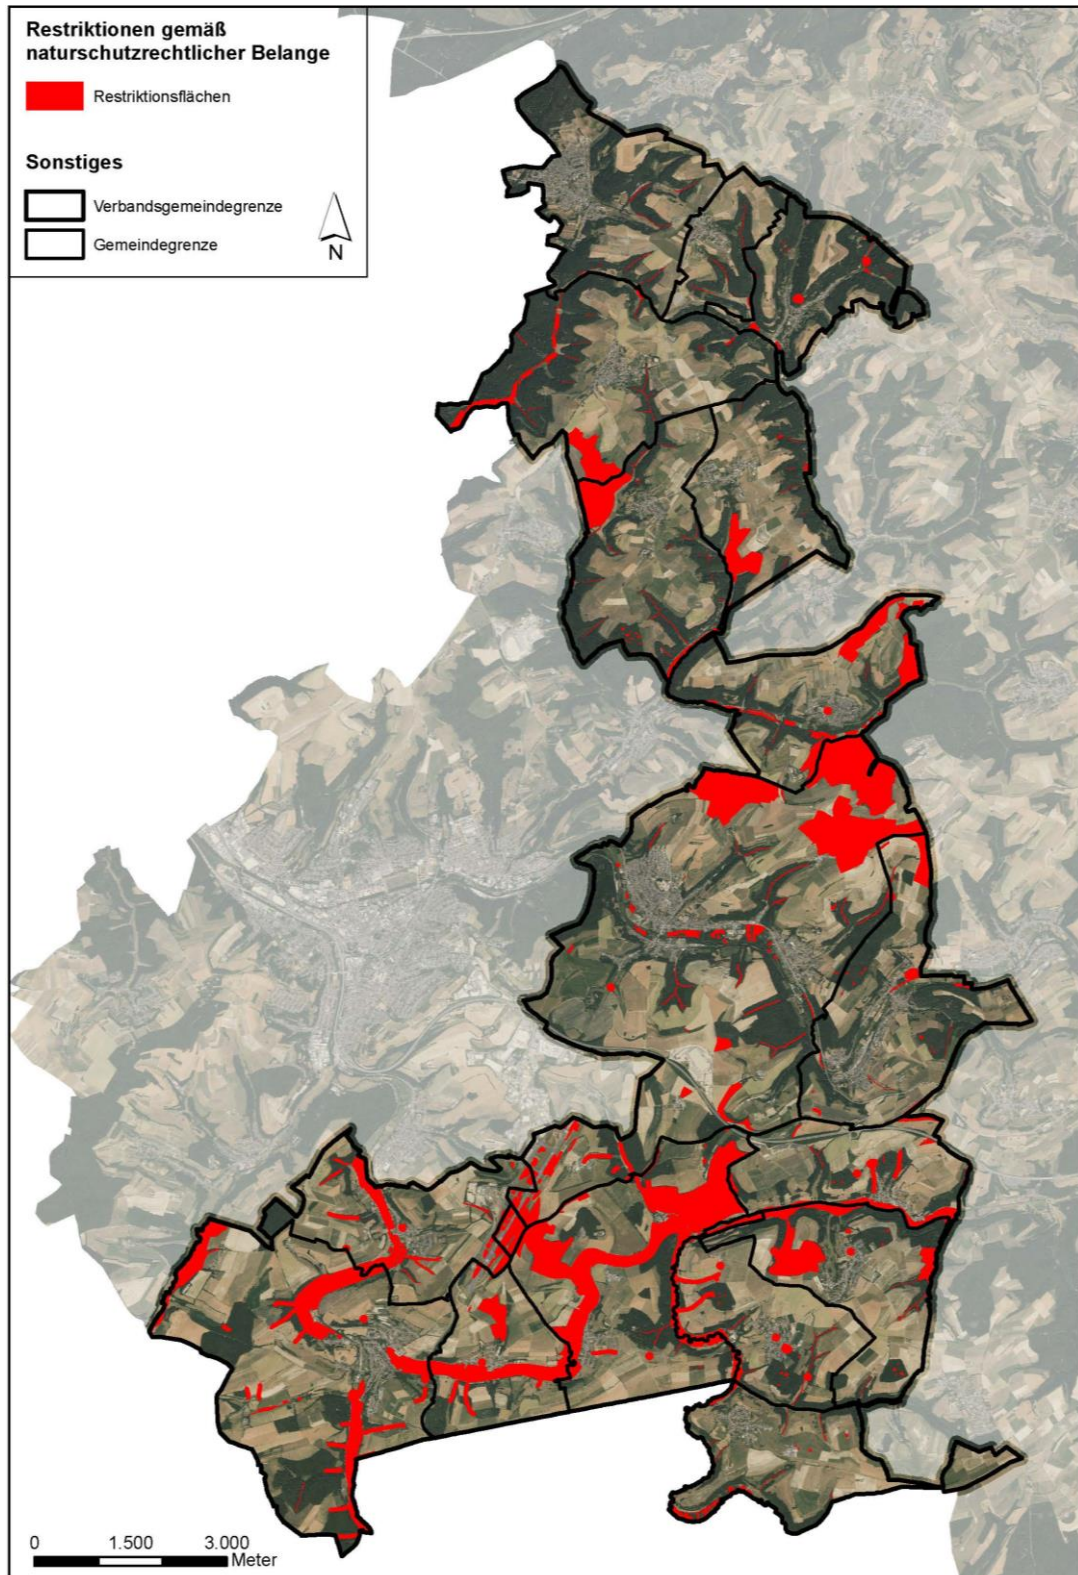 Restriktionen gemäß
naturschutzrechtlicher Belange
Restriktionsflächen
Sonstiges
Verbandsgemeindegrenze
Gemeindegrenze
N
0 1.500 3.000
Meter